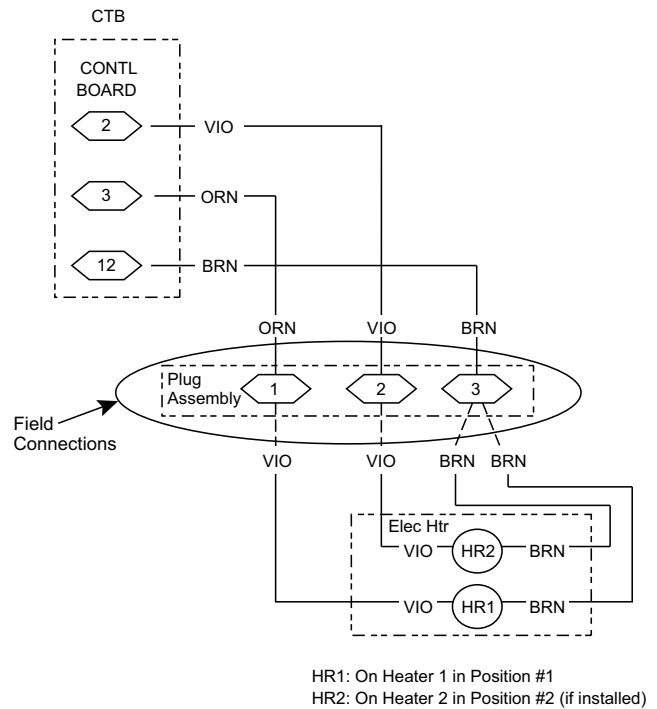 CTB
CONTL
BOARD
2
VIO
3
ORN
12
BRN
ORN
VIO
BRN
Plug
Assembly
1
2
3
Field
Connections
VIO
VIO
BRN
BRN
Elec Htr
VIO
HR2
BRN
VIO
HR1
BRN
HR1: On Heater 1 in Position #1
HR2: On Heater 2 in Position #2 (if installed)